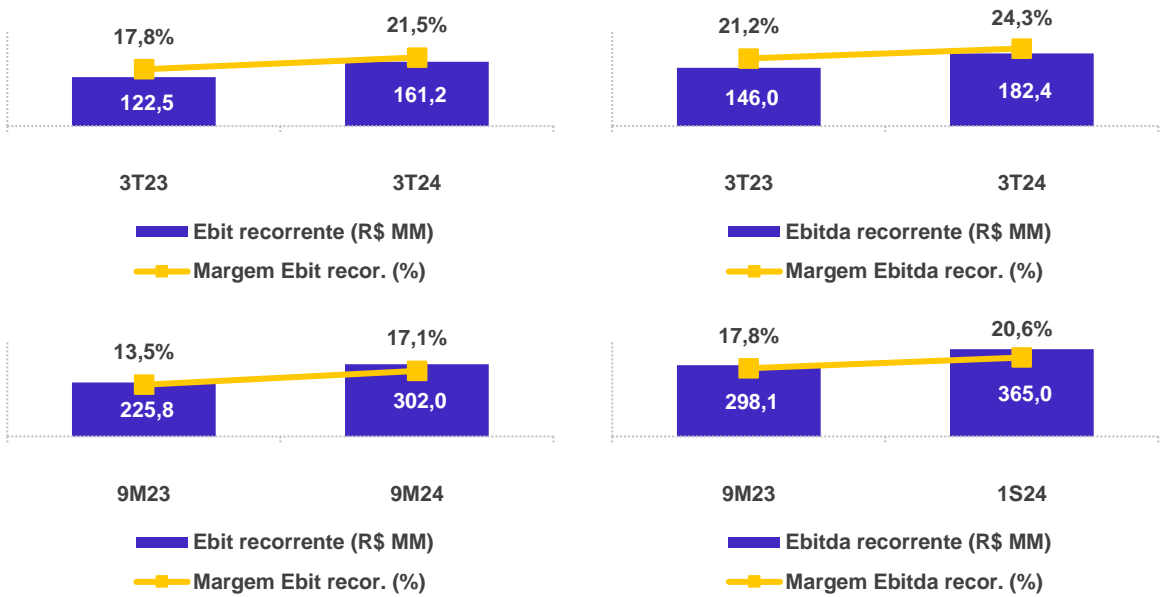 17,8%
21,5%
122,5
161,2
3T23
3T24
Ebit recorrente (R$ MM)
Margem Ebit recor. (%)
21,2%
24,3%
146,0
182,4
3T23
3T24
Ebitda recorrente (R$ MM)
Margem Ebitda recor. (%)
13,5%
17,1%
225,8
302,0
9M23
9M24
Ebit recorrente (R$ MM)
Margem Ebit recor. (%)
17,8%
20,6%
298,1
365,0
9M23
1S24
Ebitda recorrente (R$ MM)
Margem Ebitda recor. (%)